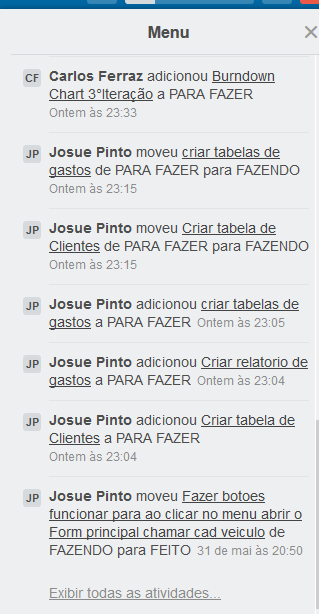 Menu
CF Carlos Ferraz adicionou Burndown
Chart 3°Iteração a PARA FAZER
Ontem às 23:33
JP Josue Pinto moveu criar tabelas de
gastos de PARA FAZER para FAZENDO
Ontem às 23:15
JP Josue Pinto moveu Criar tabela de
Clientes de PARA FAZER para FAZENDO
Ontem às 23:15
JP Josue Pinto adicionou criar tabelas de
gastos a PARA FAZER Ontem às 23:05
JP Josue Pinto adicionou Criar relatorio de
gastos a PARA FAZER Ontem às 23:04
JP Josue Pinto adicionou Criar tabela de
Clientes a PARA FAZER
Ontem às 23:04
JP Josue Pinto moveu Fazer botoes
funcionar para ao clicar no menu abrir o
Form principal chamar cad veiculo de
FAZENDO para FEITO 31 de mai às 20:50
Exibir todas as atividades...